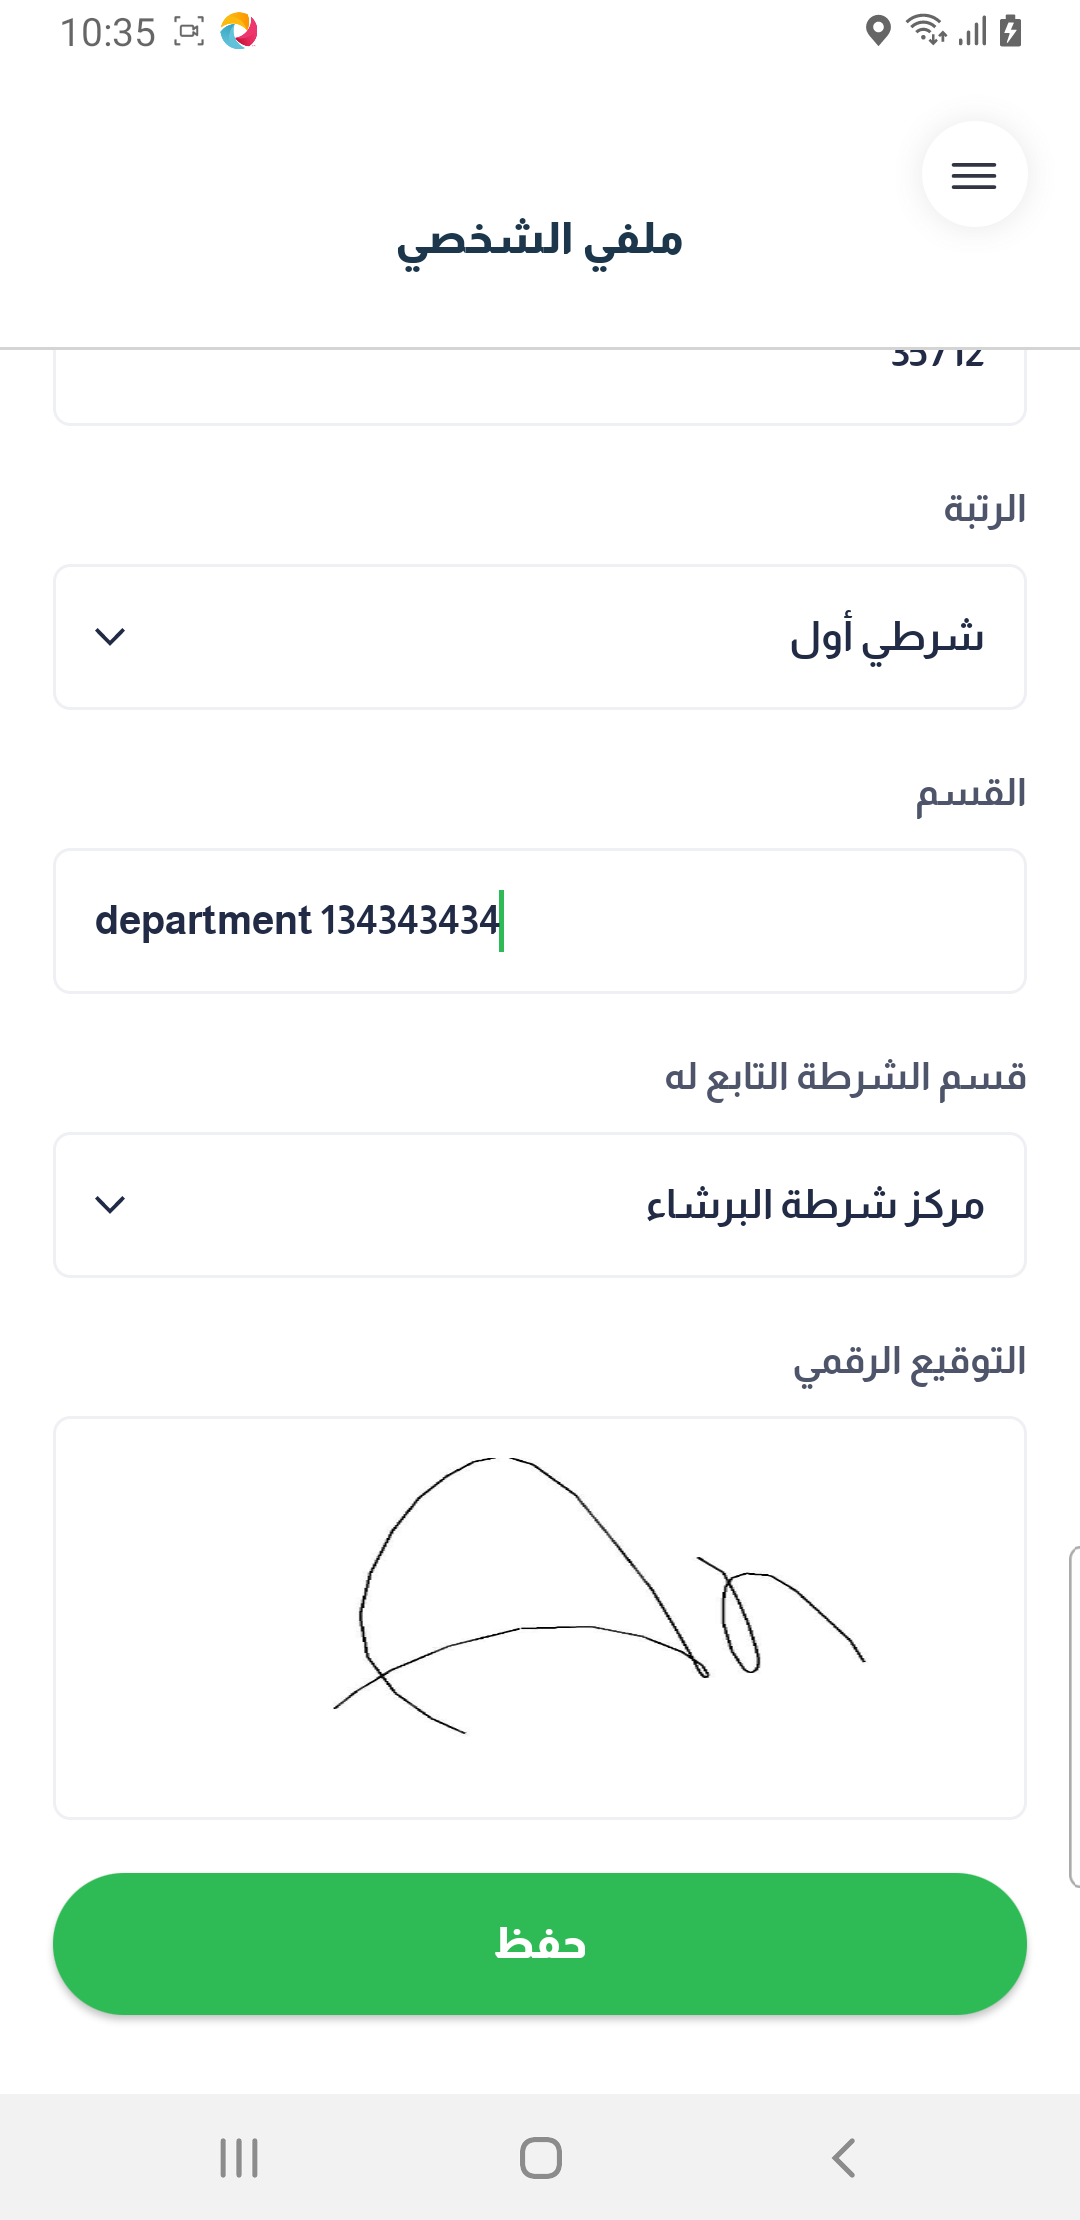 10:35
ملفي الشخصي
35712
الرتبة
شرطي أول
القسم
department 134343434
قسم الشرطة التابع له
مركز شرطة البرشاء
التوقيع الرقمي
حفظ